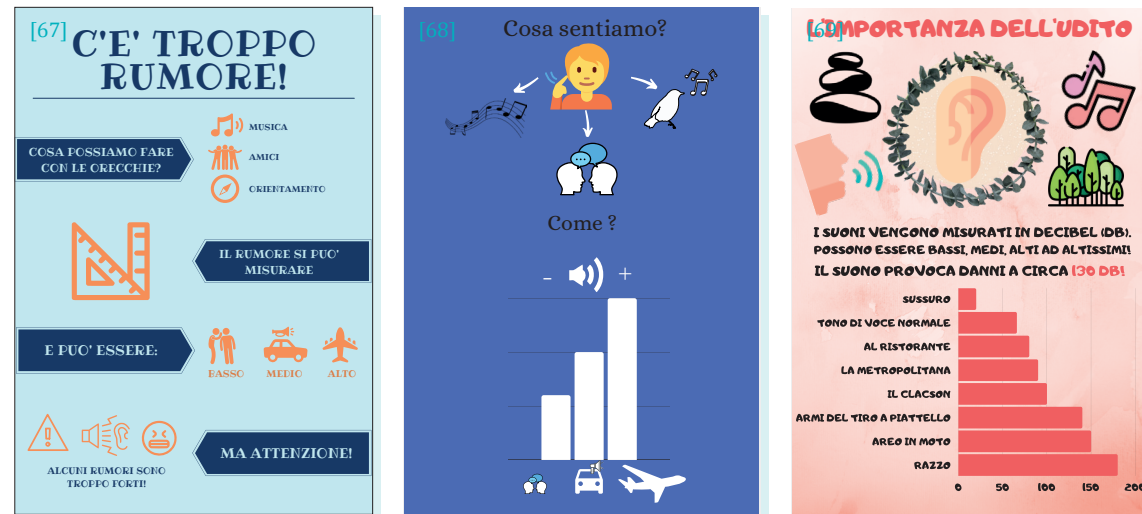 [67]
C'E' TROPPO
RUMORE!
COSA POSSIAMO FARE
CON LE ORECCHIE?
MUSICA
AMICI
ORIENTAMENTO
IL RUMORE SI PUO'
MISURARE
E PUO' ESSERE:
BASSO
MEDIO
ALTO
ALCUNI RUMORI SONO
TROPPO FORTI!
MA ATTENZIONE!
[68]
Cosa sentiamo?
Come ?
- +
[69]
L'IMPORTANZA DELL'UDITO
I SUONI VENGONO MISURATI IN DECIBEL (DB).
POSSONO ESSERE BASSI, MEDI, ALTI AD ALTISSIMI!
IL SUONO PROVOCA DANNI A CIRCA 130 DB!
SUSSURO
TONO DI VOCE NORMALE
AL RISTORANTE
LA METROPOLITANA
IL CLACSON
ARMI DEL TIRO A PIATTELLO
AREO IN MOTO
RAZZO
0 50 100 150 200